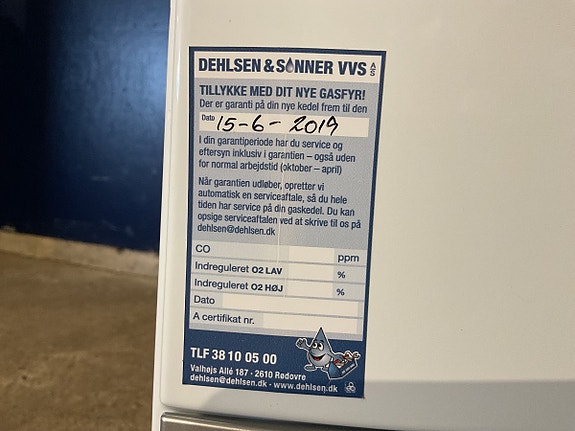 DEHLSEN & SØNNER VVS A/S
TILLYKKE MED DIT NYE GASFYR!
Der er garanti på din nye kedel frem til den
Dato 15-6-2019
I din garantiperiode har du service og
eftersyn inklusiv i garantien – også uden
for normal arbejdstid (oktober – april)
Når garantien udløber, opretter vi
automatisk en serviceaftale, så du hele
tiden har service på din gaskedel. Du kan
opsige serviceaftalen ved at skrive til os på
dehlsen@dehlsen.dk
CO ppm
Indreguleret O2 LAV %
Indreguleret O2 HØJ %
Dato
A certifikat nr.
TLF 38 10 05 00
Valhøjs Allé 187 - 2610 Rødovre
dehlsen@dehlsen.dk - www.dehlsen.dk